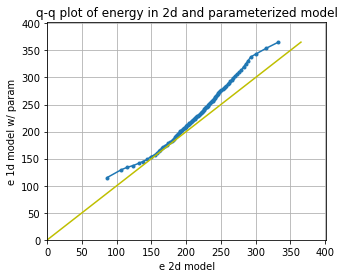 q-q plot of energy in 2d and parameterized model
400
350
300
250
200
150
100
50
0
e 1d model w/ param
0 50 100 150 200 250 300 350 400
e 2d model